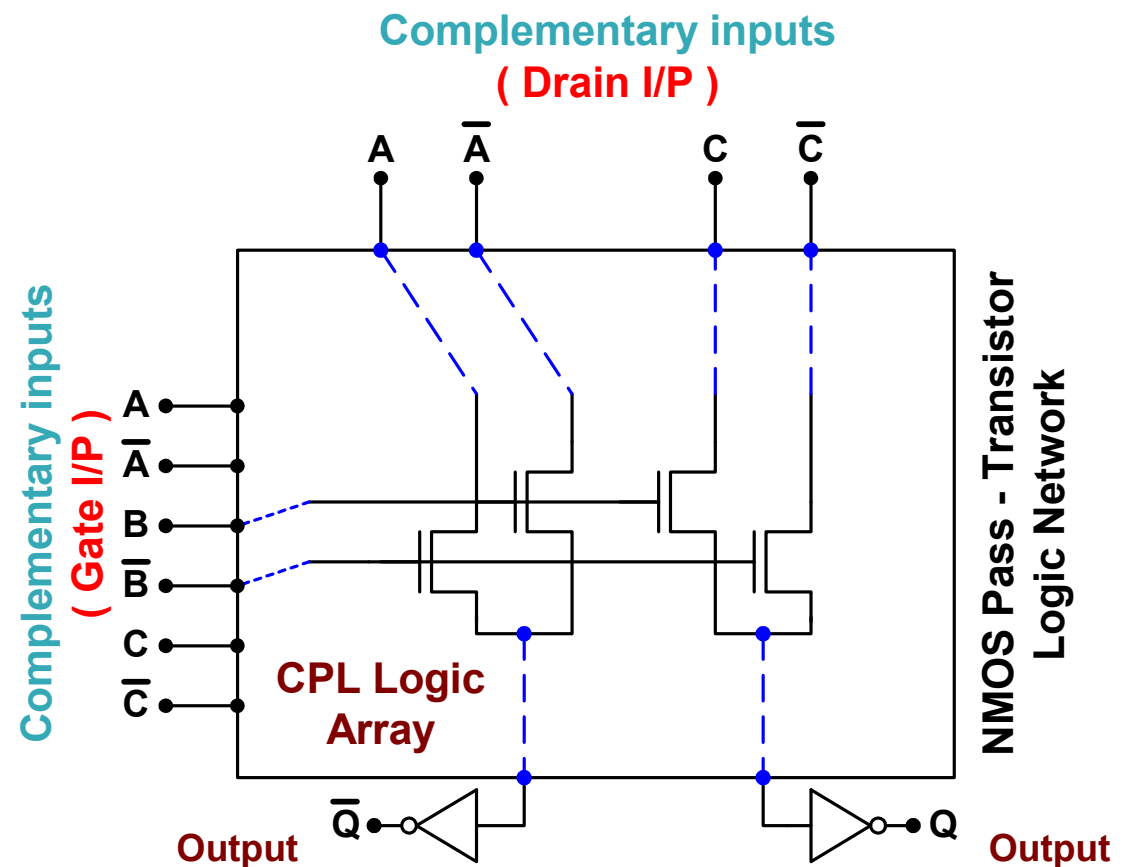 Complementary inputs
( Drain I/P )
A
A̅
C
C̅
Complementary inputs
( Gate I/P )
A
A̅
B
B̅
C
C̅
CPL Logic
Array
NMOS Pass - Transistor
Logic Network
Q̅
Q
Output
Output